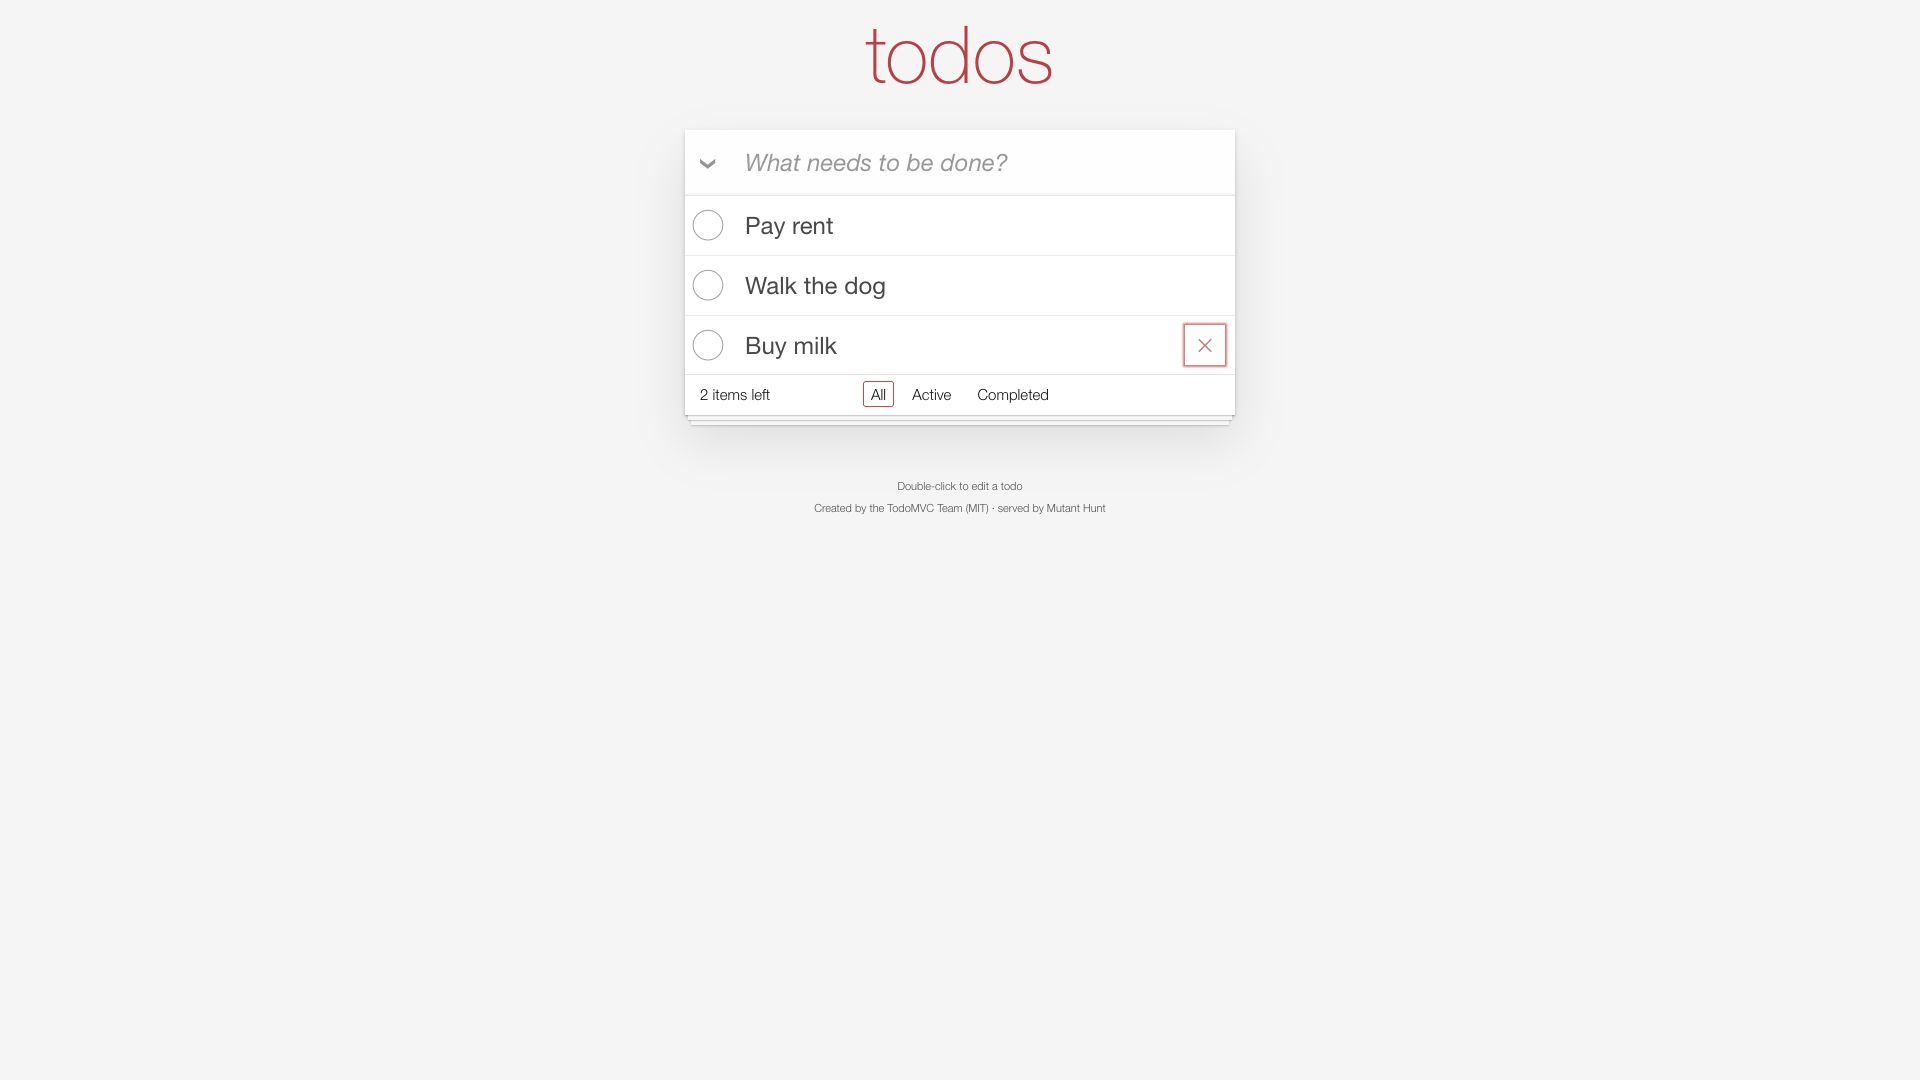 todos
What needs to be done?
Pay rent
Walk the dog
Buy milk
2 items left All Active Completed
Double-click to edit a todo
Created by the TodoMVC Team (MIT) · served by Mutant Hunt